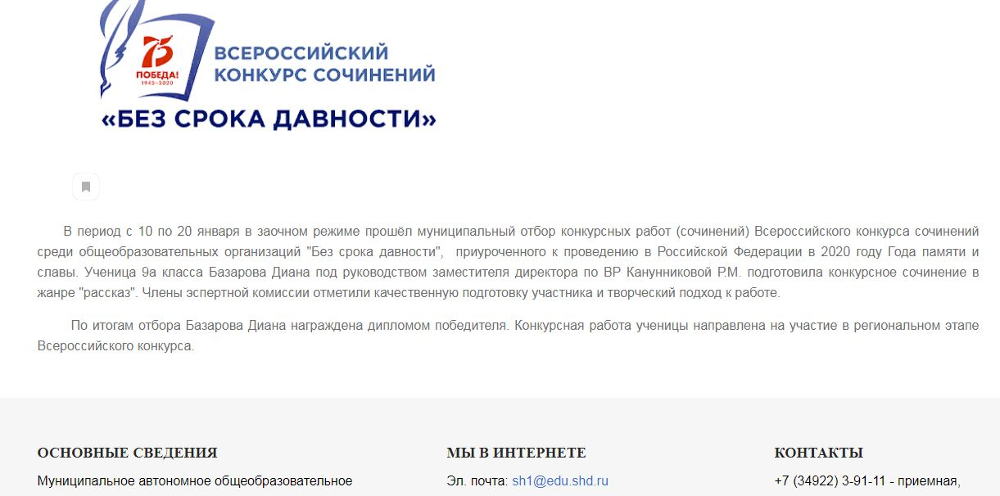 75
ПОБЕДА!
1945–2020
ВСЕРОССИЙСКИЙ
КОНКУРС СОЧИНЕНИЙ
«БЕЗ СРОКА ДАВНОСТИ»
В период с 10 по 20 января в заочном режиме прошёл муниципальный отбор конкурсных работ (сочинений) Всероссийского конкурса сочинений
среди общеобразовательных организаций "Без срока давности", приуроченного к проведению в Российской Федерации в 2020 году Года памяти и
славы. Ученица 9а класса Базарова Диана под руководством заместителя директора по ВР Канунниковой Р.М. подготовила конкурсное сочинение в
жанре "рассказ". Члены эспертной комиссии отметили качественную подготовку участника и творческий подход к работе.
По итогам отбора Базарова Диана награждена дипломом победителя. Конкурсная работа ученицы направлена на участие в региональном этапе
Всероссийского конкурса.
ОСНОВНЫЕ СВЕДЕНИЯ
Муниципальное автономное общеобразовательное
МЫ В ИНТЕРНЕТЕ
Эл. почта: sh1@edu.shd.ru
КОНТАКТЫ
+7 (34922) 3-91-11 - приемная,